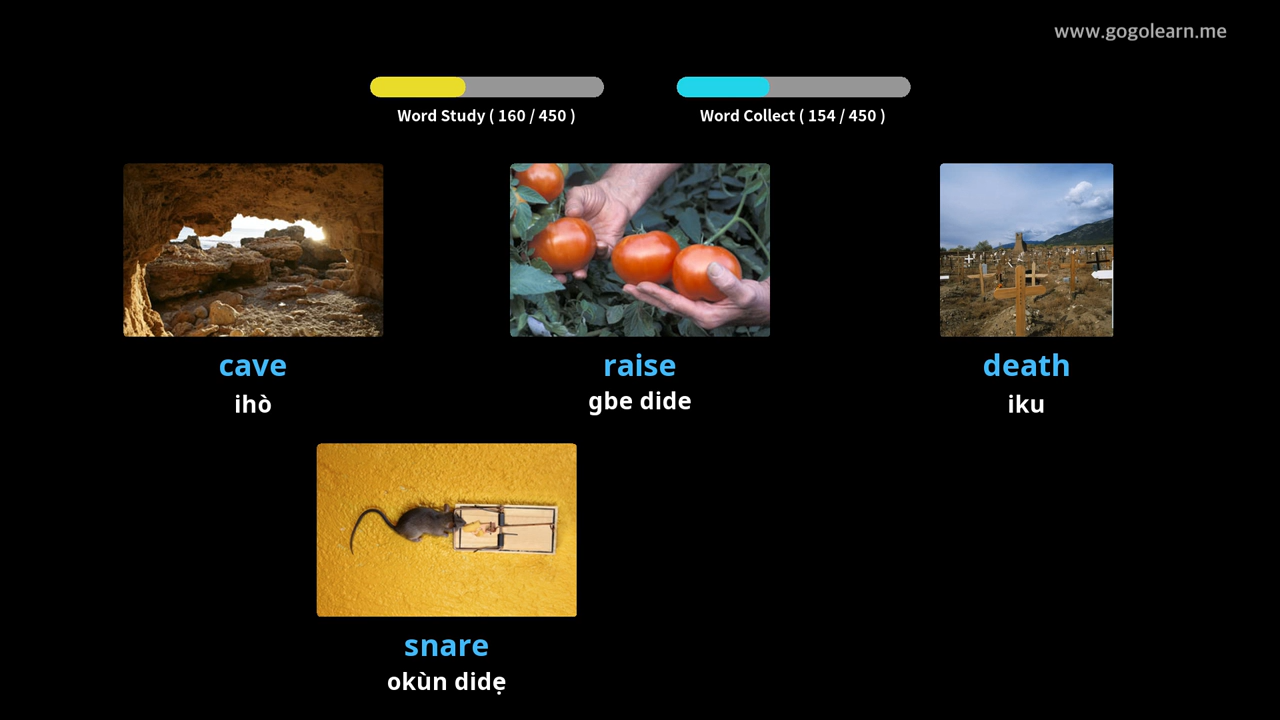 www.gogolearn.me
Word Study ( 160 / 450 )
Word Collect ( 154 / 450 )
cave
ihò
raise
gbe dide
death
iku
snare
okùn didẹ